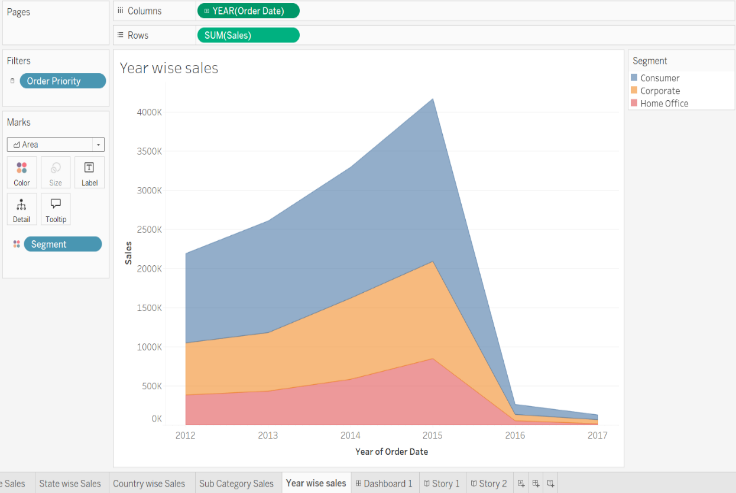 Pages
Columns
YEAR(Order Date)
Rows
SUM(Sales)
Filters
Order Priority
Marks
Area
Color
Size
Label
Detail
Tooltip
Segment
Year wise sales
4000K
3500K
3000K
2500K
2000K
1500K
1000K
500K
0K
Sales
2012 2013 2014 2015 2016 2017
Year of Order Date
Segment
Consumer
Corporate
Home Office
e Sales State wise Sales Country wise Sales Sub Category Sales Year wise sales Dashboard 1 Story 1 Story 2